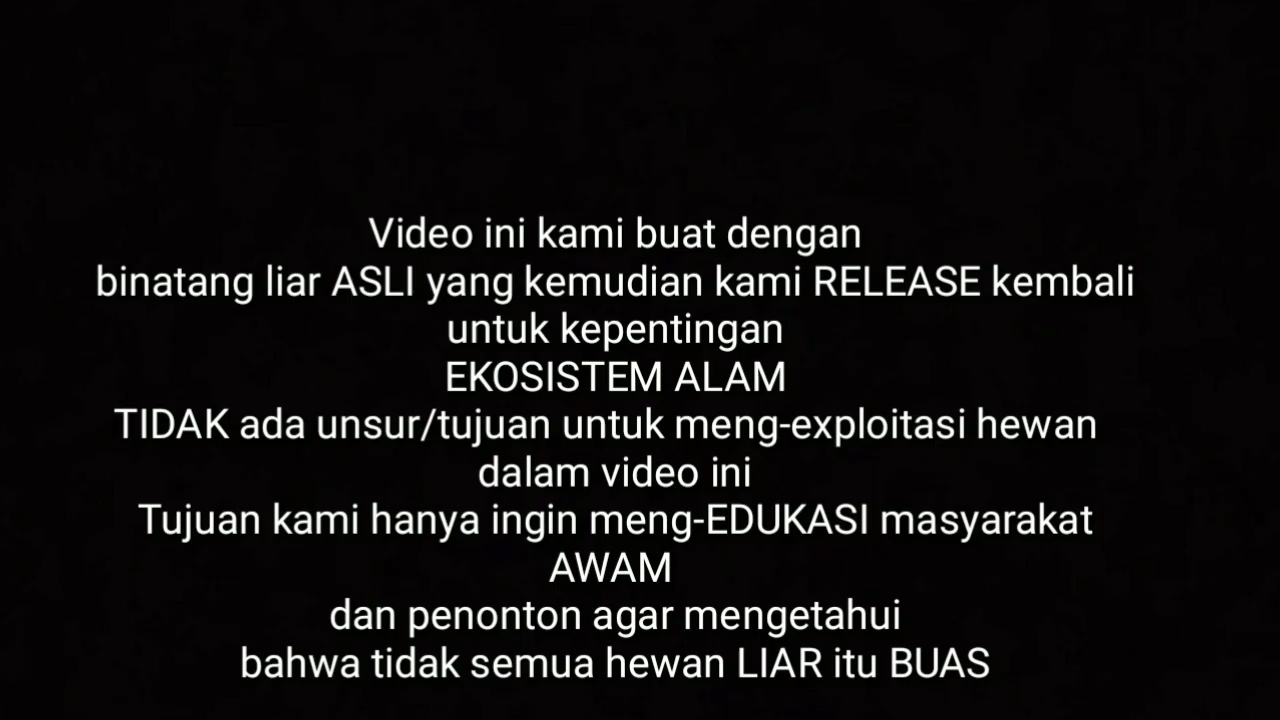 Video ini kami buat dengan
binatang liar ASLI yang kemudian kami RELEASE kembali
untuk kepentingan
EKOSISTEM ALAM
TIDAK ada unsur/tujuan untuk meng-exploitasi hewan
dalam video ini
Tujuan kami hanya ingin meng-EDUKASI masyarakat
AWAM
dan penonton agar mengetahui
bahwa tidak semua hewan LIAR itu BUAS